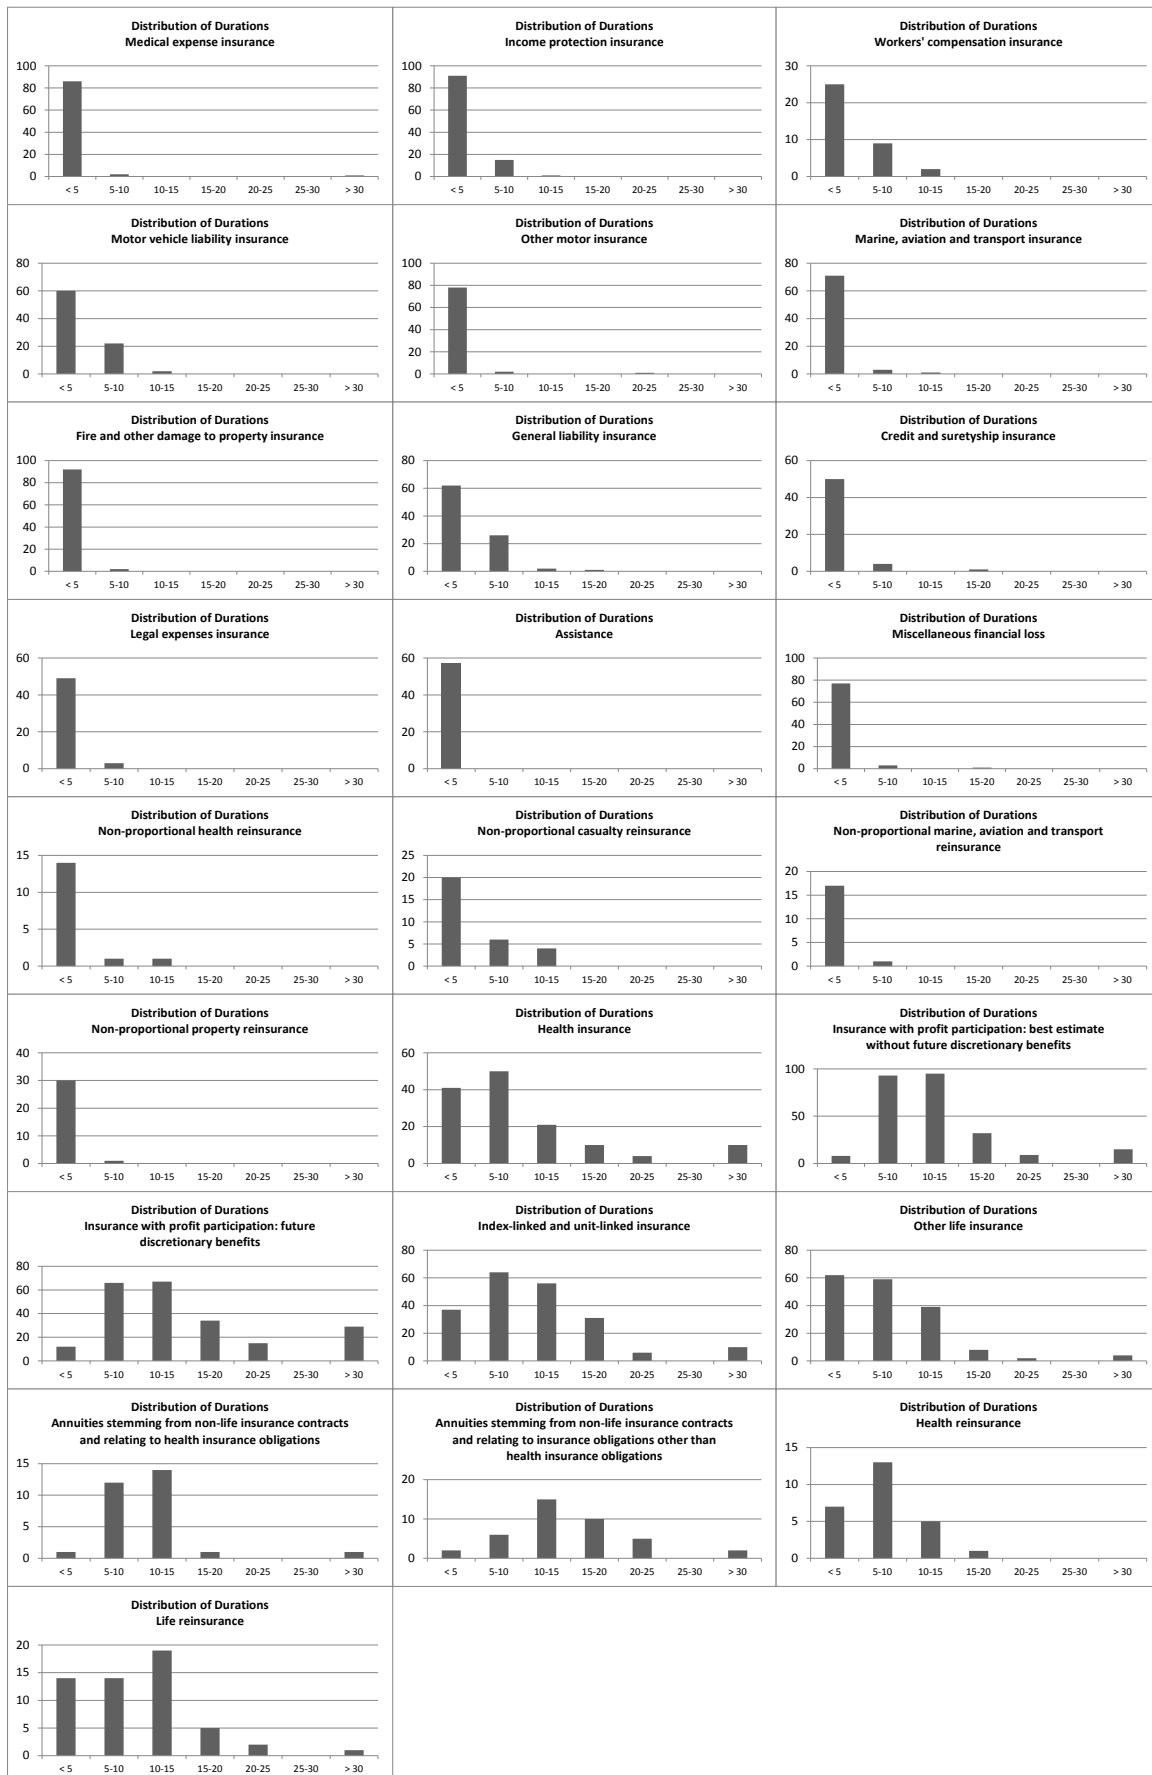 Distribution of Durations
Medical expense insurance
100
80
60
40
20
0
< 5 5-10 10-15 15-20 20-25 25-30 > 30
Distribution of Durations
Income protection insurance
100
80
60
40
20
0
< 5 5-10 10-15 15-20 20-25 25-30 > 30
Distribution of Durations
Workers' compensation insurance
30
20
10
0
< 5 5-10 10-15 15-20 20-25 25-30 > 30
Distribution of Durations
Motor vehicle liability insurance
80
60
40
20
0
< 5 5-10 10-15 15-20 20-25 25-30 > 30
Distribution of Durations
Other motor insurance
100
80
60
40
20
0
< 5 5-10 10-15 15-20 20-25 25-30 > 30
Distribution of Durations
Marine, aviation and transport insurance
80
60
40
20
0
< 5 5-10 10-15 15-20 20-25 25-30 > 30
Distribution of Durations
Fire and other damage to property insurance
100
80
60
40
20
0
< 5 5-10 10-15 15-20 20-25 25-30 > 30
Distribution of Durations
General liability insurance
80
60
40
20
0
< 5 5-10 10-15 15-20 20-25 25-30 > 30
Distribution of Durations
Credit and suretyship insurance
60
40
20
0
< 5 5-10 10-15 15-20 20-25 25-30 > 30
Distribution of Durations
Legal expenses insurance
60
40
20
0
< 5 5-10 10-15 15-20 20-25 25-30 > 30
Distribution of Durations
Assistance
60
40
20
0
< 5 5-10 10-15 15-20 20-25 25-30 > 30
Distribution of Durations
Miscellaneous financial loss
100
80
60
40
20
0
< 5 5-10 10-15 15-20 20-25 25-30 > 30
Distribution of Durations
Non-proportional health reinsurance
15
10
5
0
< 5 5-10 10-15 15-20 20-25 25-30 > 30
Distribution of Durations
Non-proportional casualty reinsurance
25
20
15
10
5
0
< 5 5-10 10-15 15-20 20-25 25-30 > 30
Distribution of Durations
Non-proportional marine, aviation and transport
reinsurance
20
15
10
5
0
< 5 5-10 10-15 15-20 20-25 25-30 > 30
Distribution of Durations
Non-proportional property reinsurance
40
30
20
10
0
< 5 5-10 10-15 15-20 20-25 25-30 > 30
Distribution of Durations
Health insurance
60
40
20
0
< 5 5-10 10-15 15-20 20-25 25-30 > 30
Distribution of Durations
Insurance with profit participation: best estimate
without future discretionary benefits
100
50
0
< 5 5-10 10-15 15-20 20-25 25-30 > 30
Distribution of Durations
Insurance with profit participation: future
discretionary benefits
80
60
40
20
0
< 5 5-10 10-15 15-20 20-25 25-30 > 30
Distribution of Durations
Index-linked and unit-linked insurance
80
60
40
20
0
< 5 5-10 10-15 15-20 20-25 25-30 > 30
Distribution of Durations
Other life insurance
80
60
40
20
0
< 5 5-10 10-15 15-20 20-25 25-30 > 30
Distribution of Durations
Annuities stemming from non-life insurance contracts
and relating to health insurance obligations
15
10
5
0
< 5 5-10 10-15 15-20 20-25 25-30 > 30
Distribution of Durations
Annuities stemming from non-life insurance contracts
and relating to insurance obligations other than
health insurance obligations
20
10
0
< 5 5-10 10-15 15-20 20-25 25-30 > 30
Distribution of Durations
Health reinsurance
15
10
5
0
< 5 5-10 10-15 15-20 20-25 25-30 > 30
Distribution of Durations
Life reinsurance
20
15
10
5
0
< 5 5-10 10-15 15-20 20-25 25-30 > 30